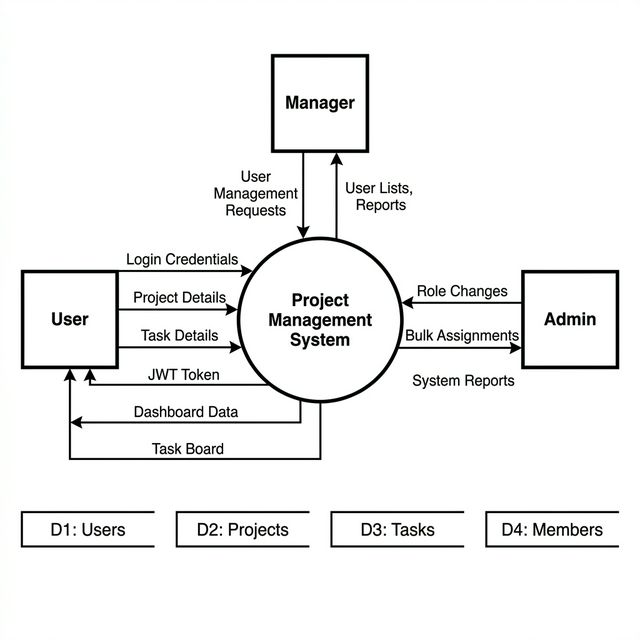 Manager
User
Management
Requests
User Lists,
Reports
Login Credentials
Project Details
Task Details
JWT Token
Dashboard Data
Task Board
User
Project
Management
System
Role Changes
Bulk Assignments
System Reports
Admin
D1: Users
D2: Projects
D3: Tasks
D4: Members